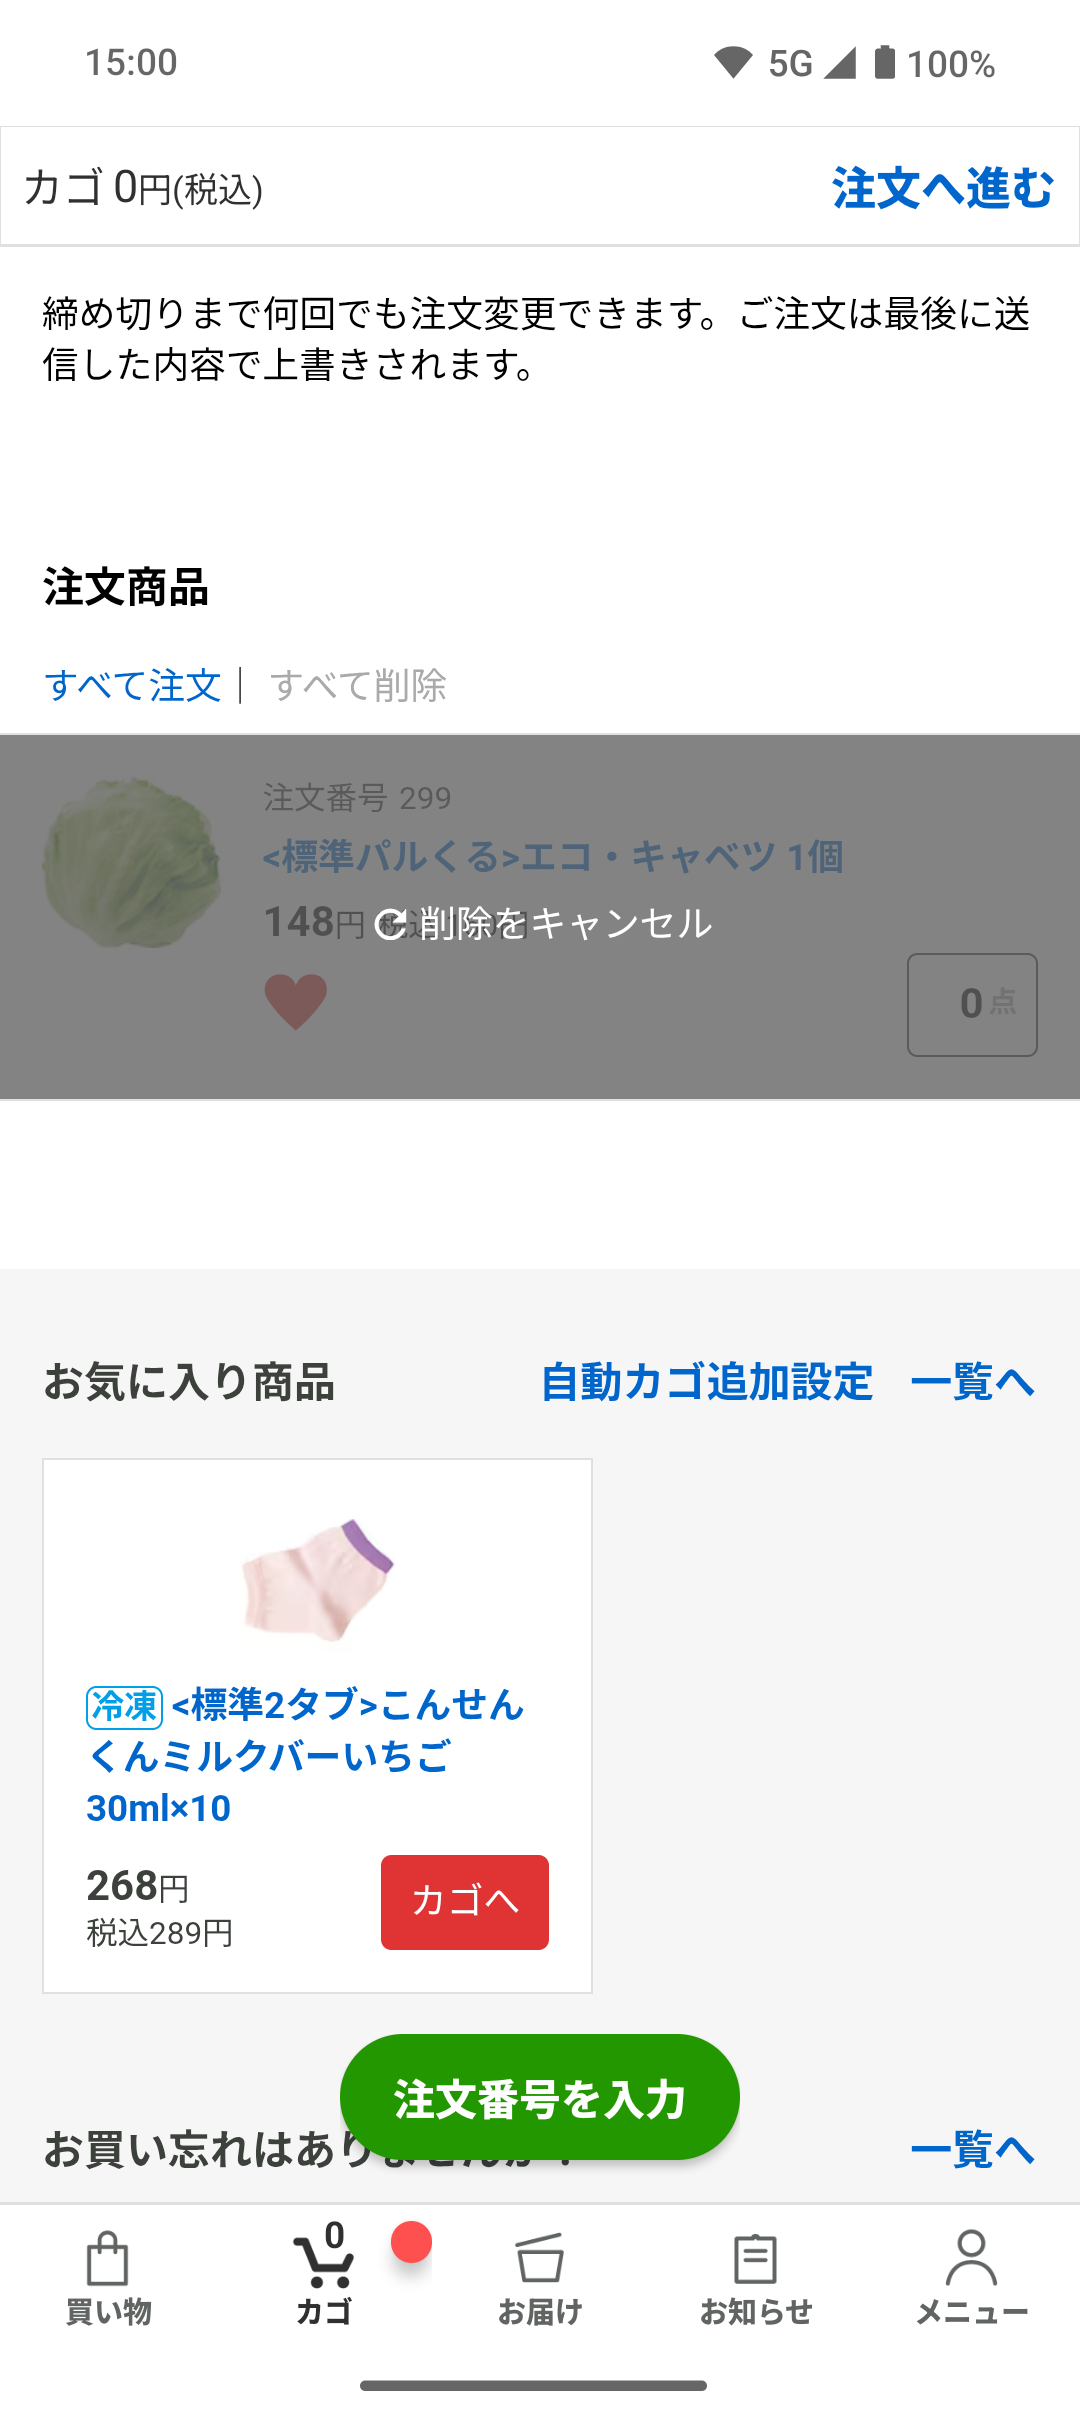 15:00
5G 100%
カゴ 0円(税込)
注文へ進む
締め切りまで何回でも注文変更できます。ご注文は最後に送
信した内容で上書きされます。
注文商品
すべて注文 | すべて削除
注文番号 299
<標準パルくる>エコ・キャベツ 1個
148円
削除をキャンセル
0点
お気に入り商品
自動カゴ追加設定 一覧へ
冷凍 <標準2タブ>こんせん
くんミルクバーいちご
30ml×10
268円
税込289円
カゴへ
注文番号を入力
お買い忘れはあり
一覧へ
0
買い物
カゴ
お届け
お知らせ
メニュー